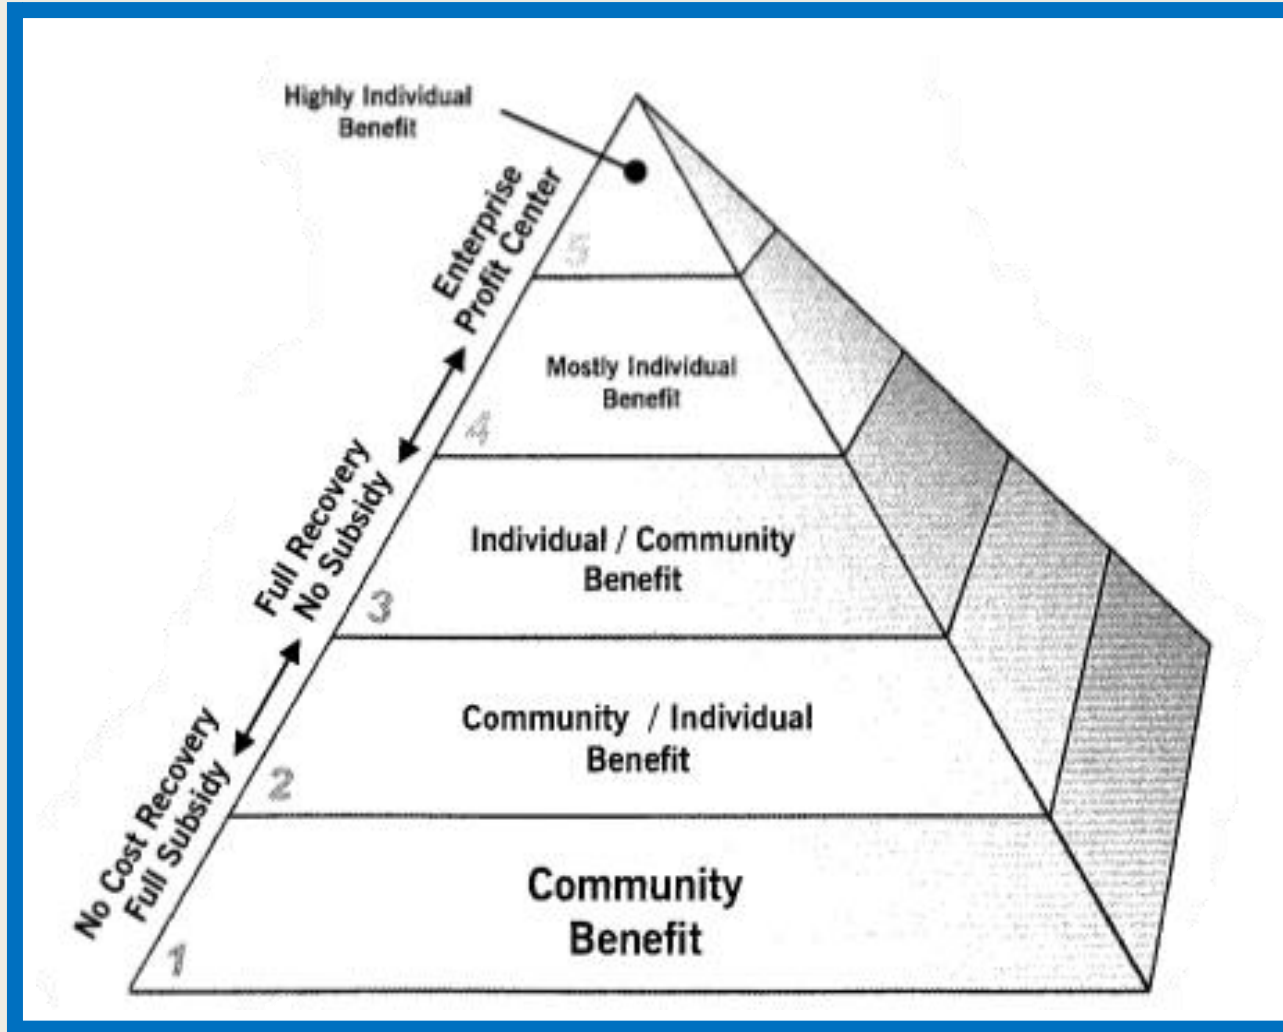 Highly Individual
Benefit
Enterprise
Profit Center
5
Mostly Individual
Benefit
4
Full Recovery
No Subsidy
Individual / Community
Benefit
3
Community / Individual
Benefit
2
No Cost Recovery
Full Subsidy
Community
Benefit
1